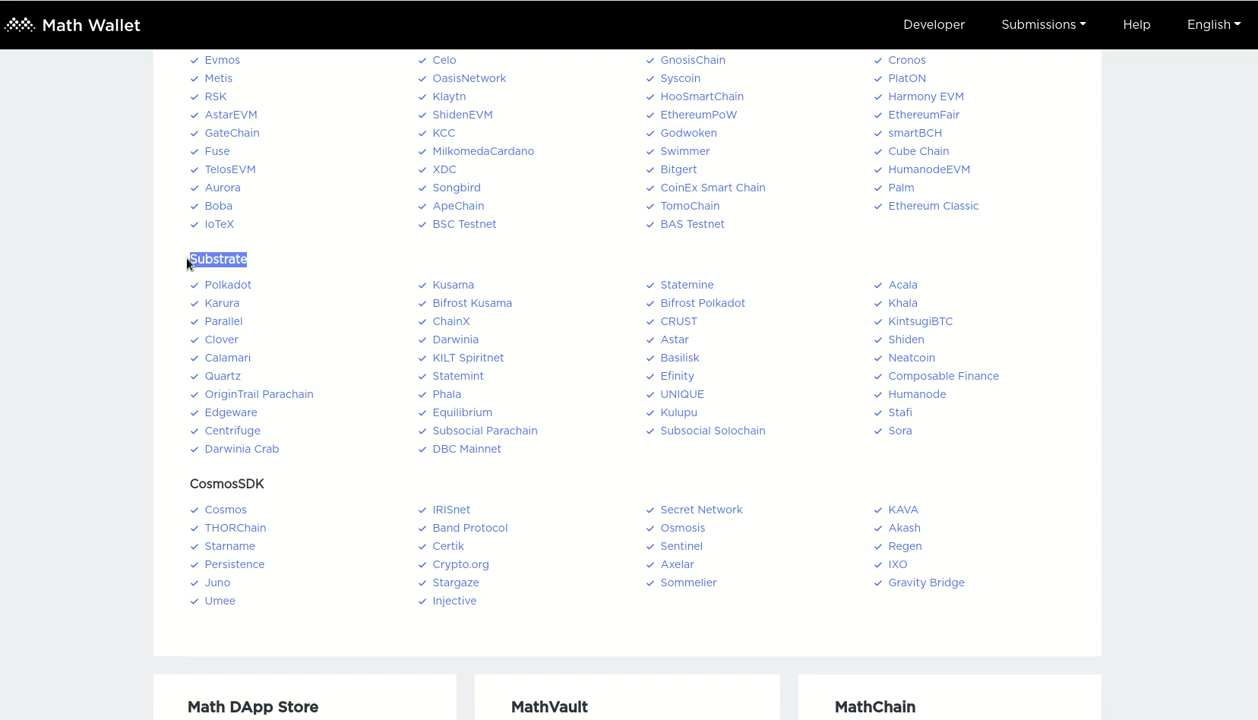 Math Wallet Developer Submissions Help English
Evmos Celo GnosisChain Cronos
Metis OasisNetwork Syscoin PlatON
RSK Klaytn HooSmartChain Harmony EVM
AstarEVM ShidenEVM EthereumPoW EthereumFair
GateChain KCC Godwoken smartBCH
Fuse MilkomedaCardano Swimmer Cube Chain
TelosEVM XDC Bitgert HumanodeEVM
Aurora Songbird CoinEx Smart Chain Palm
Boba ApeChain TomoChain Ethereum Classic
IoTeX BSC Testnet BAS Testnet
Substrate
Polkadot Kusama Statemine Acala
Karura Bifrost Kusama Bifrost Polkadot Khala
Parallel ChainX CRUST KintsugiBTC
Clover Darwinia Astar Shiden
Calamari KILT Spiritnet Basilisk Neatcoin
Quartz Statemint Efinity Composable Finance
OriginTrail Parachain Phala UNIQUE Humanode
Edgeware Equilibrium Kulupu Stafi
Centrifuge Subsocial Parachain Subsocial Solochain Sora
Darwinia Crab DBC Mainnet
CosmosSDK
Cosmos IRISnet Secret Network KAVA
THORChain Band Protocol Osmosis Akash
Starname Certik Sentinel Regen
Persistence Crypto.org Axelar IXO
Juno Stargaze Sommelier Gravity Bridge
Umee Injective
Math DApp Store MathVault MathChain